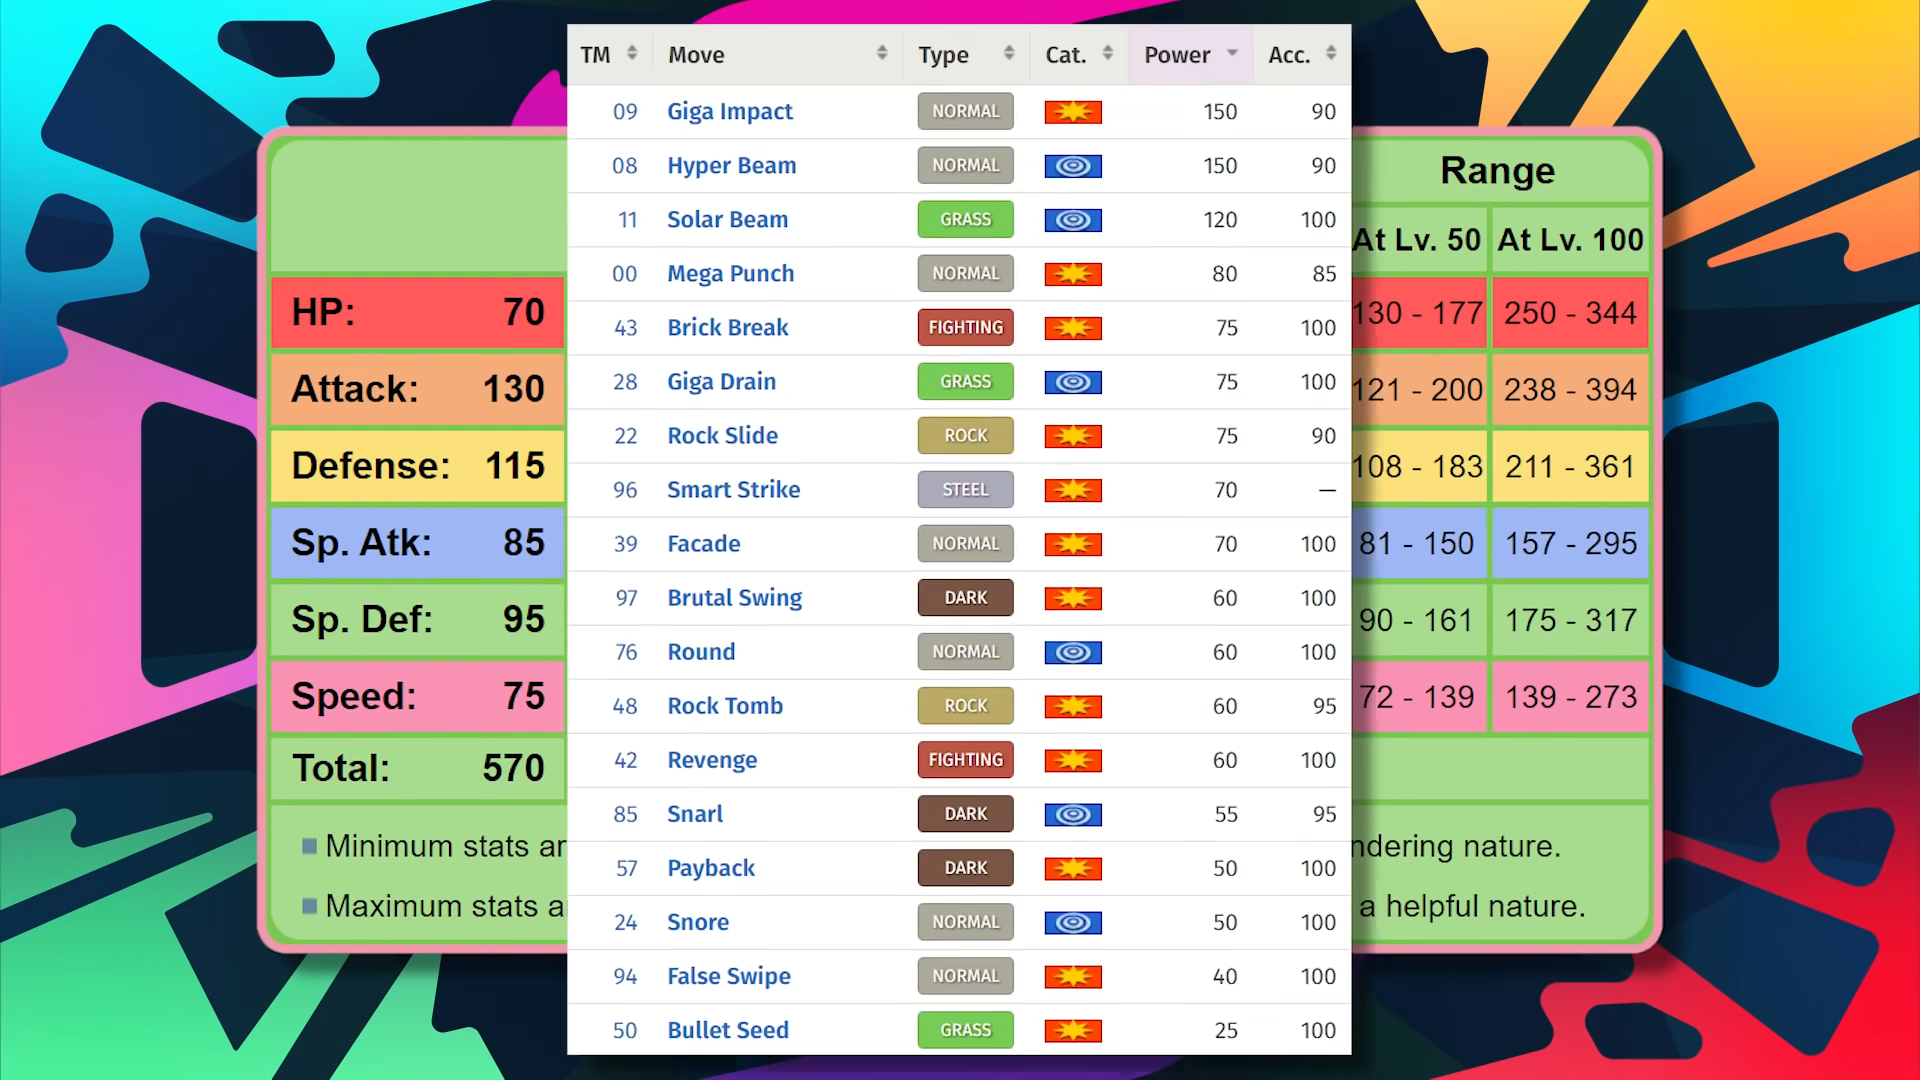 TM Move Type Cat. Power Acc.
09 Giga Impact NORMAL 150 90
08 Hyper Beam NORMAL 150 90
11 Solar Beam GRASS 120 100
00 Mega Punch NORMAL 80 85
43 Brick Break FIGHTING 75 100
28 Giga Drain GRASS 75 100
22 Rock Slide ROCK 75 90
96 Smart Strike STEEL 70 —
39 Facade NORMAL 70 100
97 Brutal Swing DARK 60 100
76 Round NORMAL 60 100
48 Rock Tomb ROCK 60 95
42 Revenge FIGHTING 60 100
85 Snarl DARK 55 95
57 Payback DARK 50 100
24 Snore NORMAL 50 100
94 False Swipe NORMAL 40 100
50 Bullet Seed GRASS 25 100
Range
At Lv. 50 At Lv. 100
HP: 70 130 - 177 250 - 344
Attack: 130 121 - 200 238 - 394
Defense: 115 108 - 183 211 - 361
Sp. Atk: 85 81 - 150 157 - 295
Sp. Def: 95 90 - 161 175 - 317
Speed: 75 72 - 139 139 - 273
Total: 570
Minimum stats ndering nature.
Maximum stats a helpful nature.